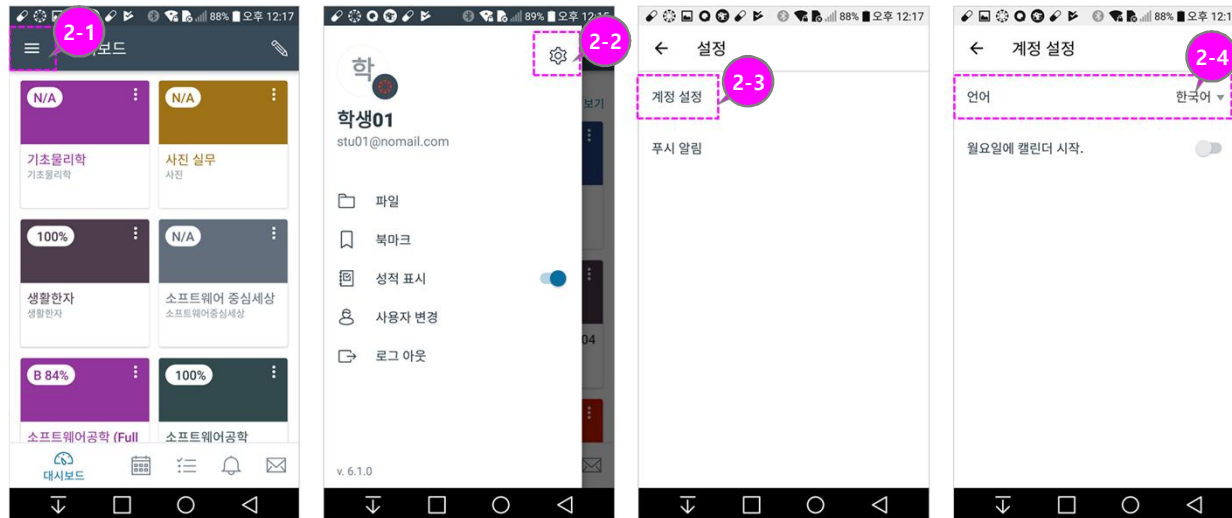 88% 오후 12:17
2-1
보드
N/A
N/A
기초물리학
기초물리학
사진 실무
사진
100%
N/A
생활한자
생활한자
소프트웨어 중심세상
소프트웨어중심세상
B 84%
100%
소프트웨어공학 (Full
소프트웨어공학
대시보드
89% 오후 12:15
2-2
학
학생01
stu01@nomail.com
보기
파일
북마크
성적 표시
사용자 변경
04
로그 아웃
v. 6.1.0
88% 오후 12:17
설정
계정 설정
2-3
푸시 알림
88% 오후 12:1
계정 설정
2-4
언어
한국어
월요일에 캘린더 시작.